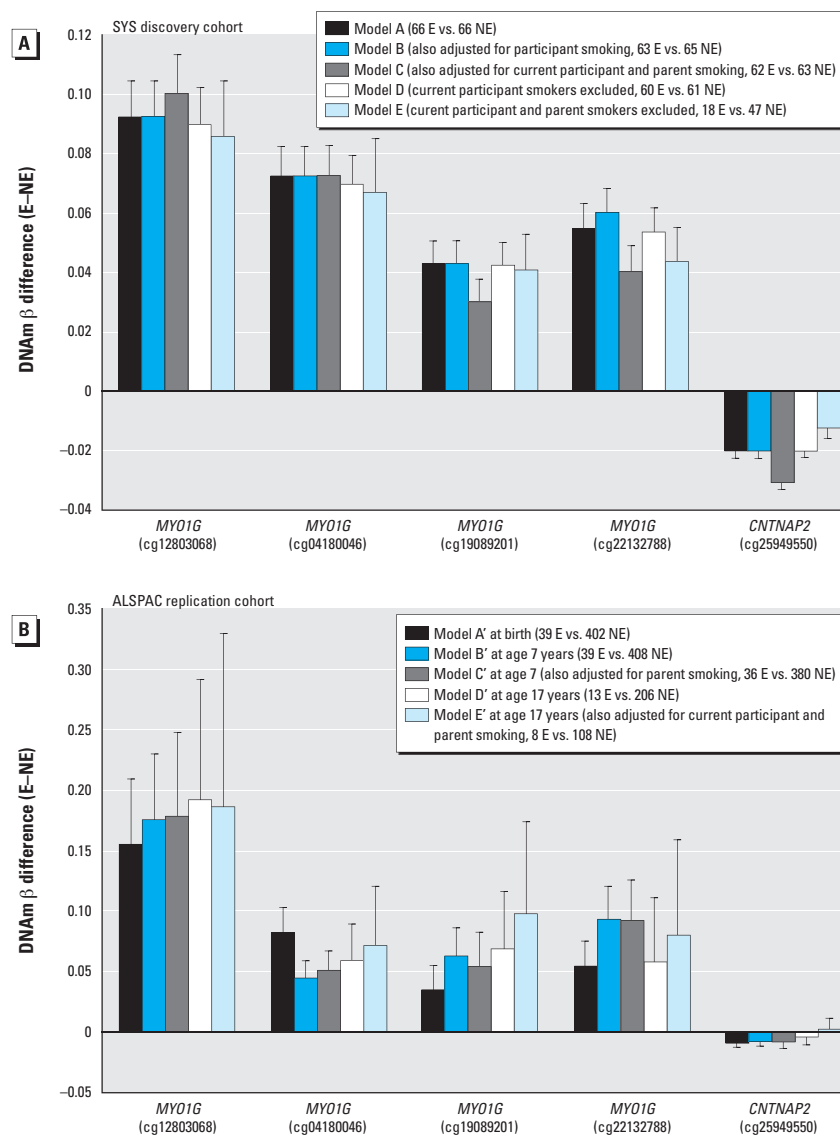 A
SYS discovery cohort
Model A (66 E vs. 66 NE)
Model B (also adjusted for participant smoking, 63 E vs. 65 NE)
Model C (also adjusted for current participant and parent smoking, 62 E vs. 63 NE)
Model D (current participant smokers excluded, 60 E vs. 61 NE)
Model E (curent participant and parent smokers excluded, 18 E vs. 47 NE)
DNAm β difference (E–NE)
0.12
0.10
0.08
0.06
0.04
0.02
0
–0.02
–0.04
MYO1G MYO1G MYO1G MYO1G CNTNAP2
(cg12803068) (cg04180046) (cg19089201) (cg22132788) (cg25949550)
B
ALSPAC replication cohort
Model A′ at birth (39 E vs. 402 NE)
Model B′ at age 7 years (39 E vs. 408 NE)
Model C′ at age 7 (also adjusted for parent smoking, 36 E vs. 380 NE)
Model D′ at age 17 years (13 E vs. 206 NE)
Model E′ at age 17 years (also adjusted for current participant and
parent smoking, 8 E vs. 108 NE)
DNAm β difference (E–NE)
0.35
0.30
0.25
0.20
0.15
0.10
0.05
0
–0.05
MYO1G MYO1G MYO1G MYO1G CNTNAP2
(cg12803068) (cg04180046) (cg19089201) (cg22132788) (cg25949550)